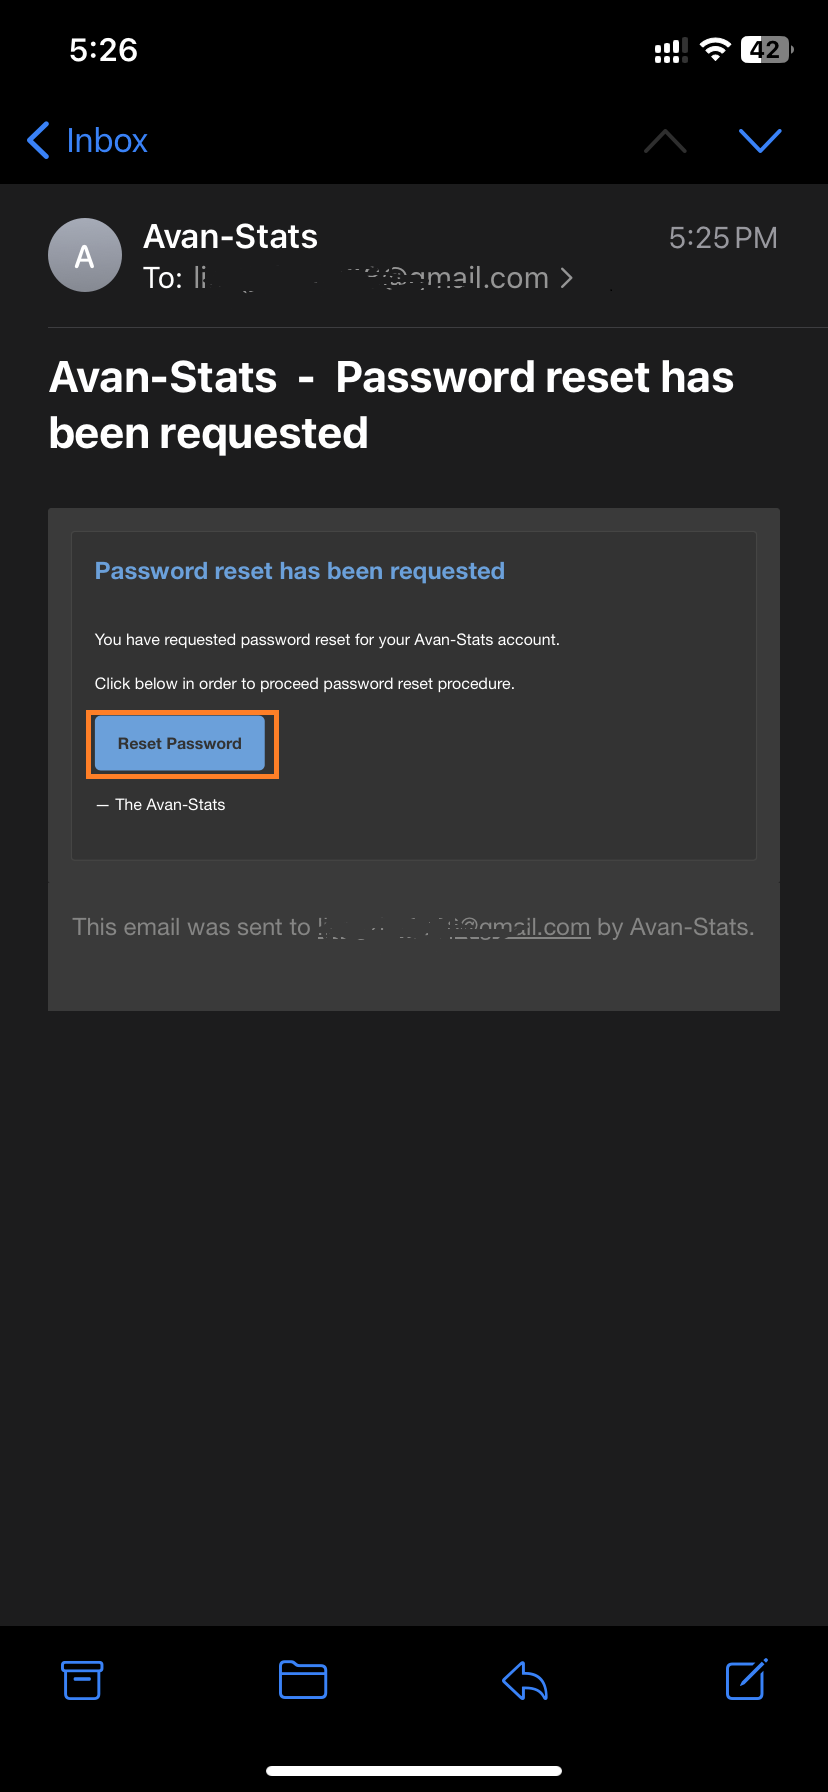 5:26
42
Inbox
A
Avan-Stats
5:25 PM
To: @gmail.com
Avan-Stats - Password reset has
been requested
Password reset has been requested
You have requested password reset for your Avan-Stats account.
Click below in order to proceed password reset procedure.
Reset Password
— The Avan-Stats
This email was sent to @gmail.com by Avan-Stats.